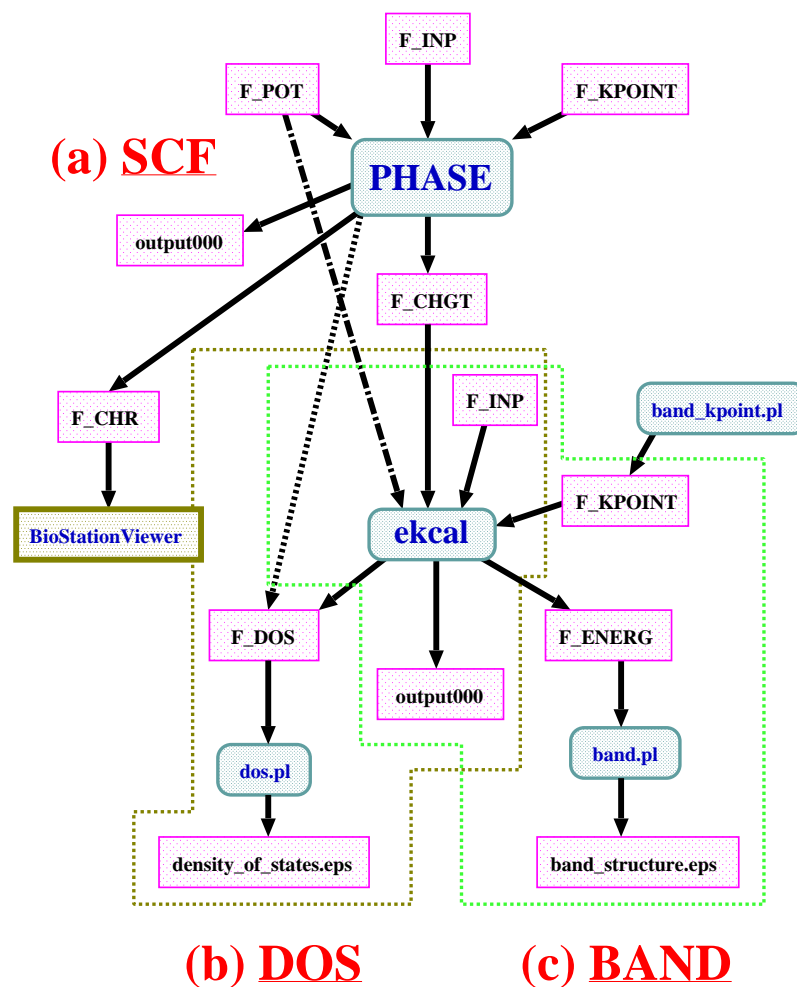 F_INP
F_POT
F_KPOINT
(a) SCF
PHASE
output000
F_CHGT
F_CHR
F_INP
band_kpoint.pl
F_KPOINT
BioStationViewer
ekcal
F_DOS
F_ENERG
output000
dos.pl
band.pl
density_of_states.eps
band_structure.eps
(b) DOS
(c) BAND